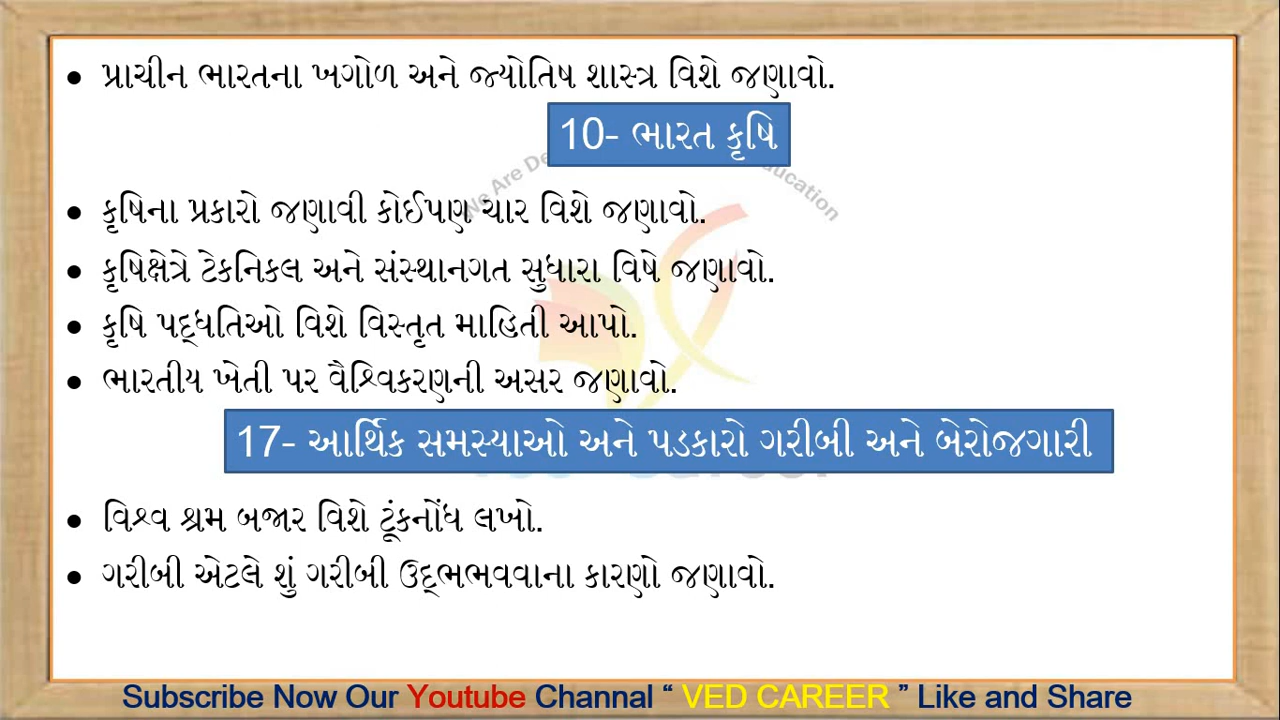 • પ્રાચીન ભારતના ખગોળ અને જ્યોતિષ શાસ્ત્ર વિશે જણાવો.
10- ભારત કૃષિ
• કૃષિના પ્રકારો જણાવી કોઈપણ ચાર વિશે જણાવો.
• કૃષિક્ષેત્રે ટેકનિકલ અને સંસ્થાનગત સુધારા વિષે જણાવો.
• કૃષિ પદ્ધતિઓ વિશે વિસ્તૃત માહિતી આપો.
• ભારતીય ખેતી પર વૈશ્વિકરણની અસર જણાવો.
17- આર્થિક સમસ્યાઓ અને પડકારો ગરીબી અને બેરોજગારી
• વિશ્વ શ્રમ બજાર વિશે ટૂંકનોંધ લખો.
• ગરીબી એટલે શું ગરીબી ઉદ્ભભવવાના કારણો જણાવો.
Subscribe Now Our Youtube Channal “ VED CAREER ” Like and Share